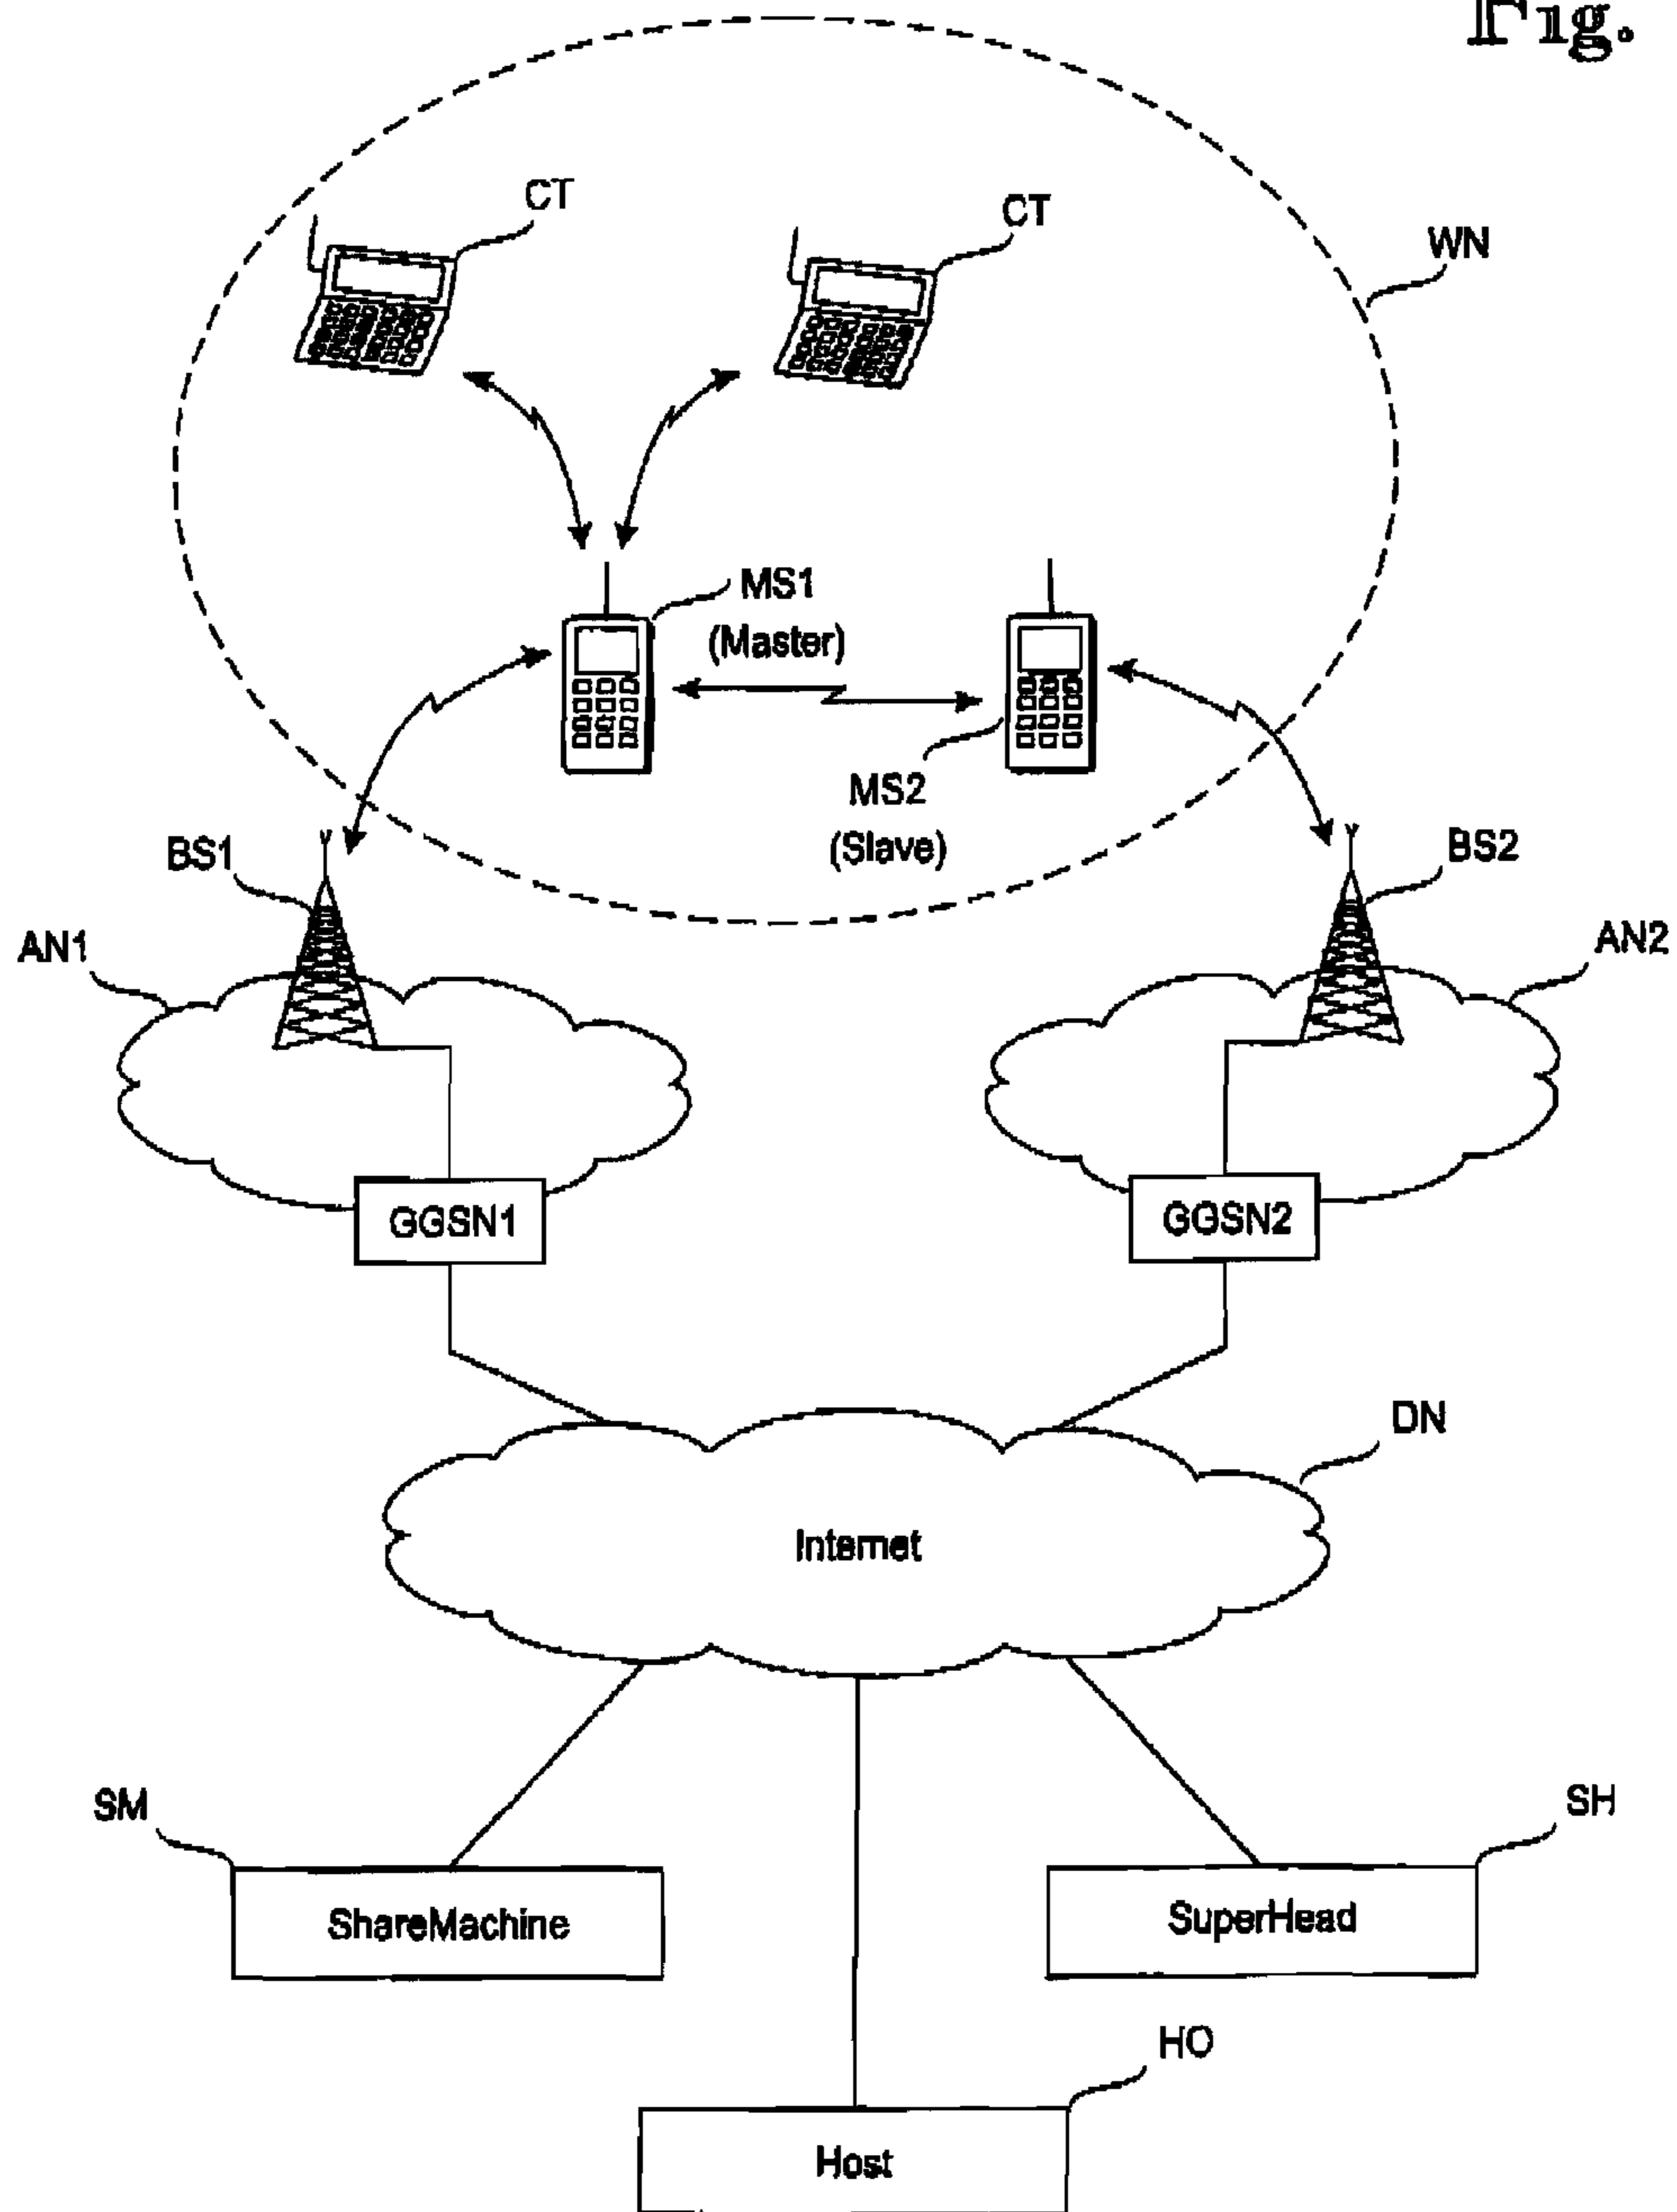 Fig.
CT
CT
WN
MS1
(Master)
MS2
(Slave)
BS1
BS2
AN1
AN2
GGSN1
GGSN2
DN
Internet
SM
SH
ShareMachine
SuperHead
HO
Host